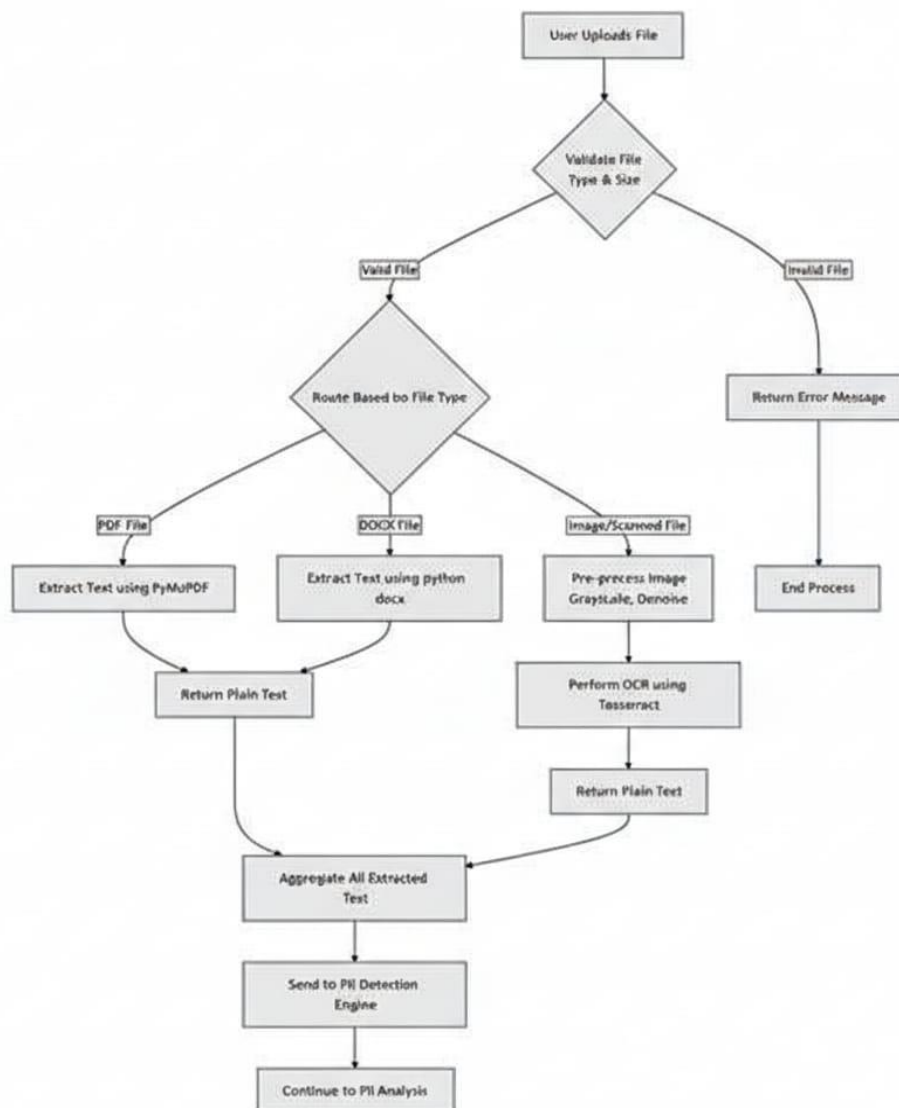 User Uploads File
Validate File
Type & Size
Valid File
Invalid File
Route Based bo File Type
Return Error Message
PDF File
DOCX File
Image/Scanned File
Extract Text using PyMuPDF
Extract Text using python
docx
Pre-process Image
Grayscale, Denoise
End Process
Return Plain Test
Perform OCR using
Tosserract
Return Plain Teet
Aggregate All Extracted
Test
Send to PII Detection
Engine
Continue to PII Analysis